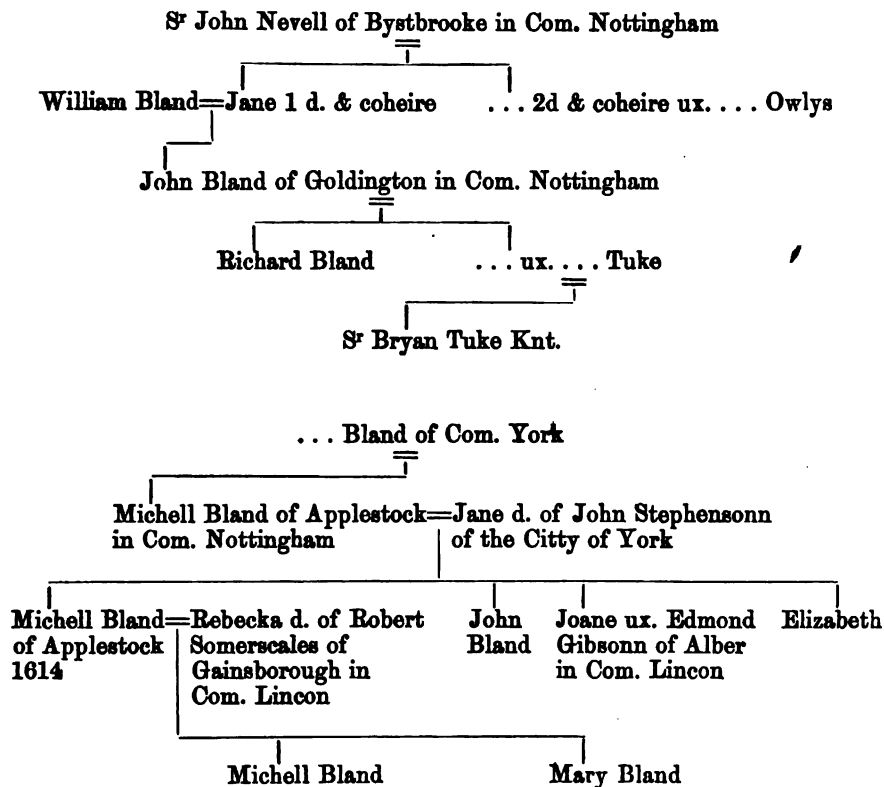 Sr John Nevell of Bystbrooke in Com. Nottingham
William Bland=Jane 1 d. & coheire ... 2d & coheire ux. ... Owlys
John Bland of Goldington in Com. Nottingham
Richard Bland ... ux. ... Tuke
Sr Bryan Tuke Knt.
... Bland of Com. York
Michell Bland of Applestock=Jane d. of John Stephensonn
in Com. Nottingham of the Citty of York
Michell Bland=Rebecka d. of Robert John Joane ux. Edmond Elizabeth
of Applestock Somerscales of Bland Gibsonn of Alber
1614 Gainsborough in in Com. Lincon
Com. Lincon
Michell Bland Mary Bland